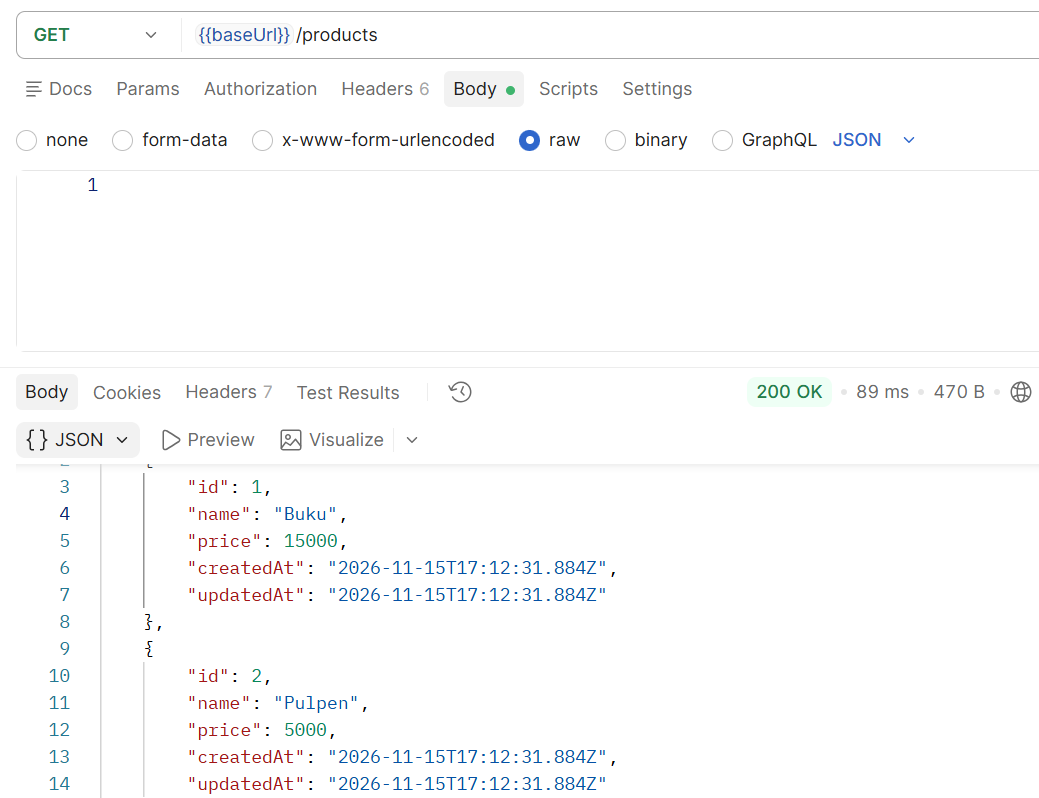 GET {{baseUrl}} /products
Docs Params Authorization Headers 6 Body Scripts Settings
none form-data x-www-form-urlencoded raw binary GraphQL JSON
1
Body Cookies Headers 7 Test Results 200 OK 89 ms 470 B
{} JSON Preview Visualize
3 "id": 1,
4 "name": "Buku",
5 "price": 15000,
6 "createdAt": "2026-11-15T17:12:31.884Z",
7 "updatedAt": "2026-11-15T17:12:31.884Z"
8 },
9 {
10 "id": 2,
11 "name": "Pulpen",
12 "price": 5000,
13 "createdAt": "2026-11-15T17:12:31.884Z",
14 "updatedAt": "2026-11-15T17:12:31.884Z"